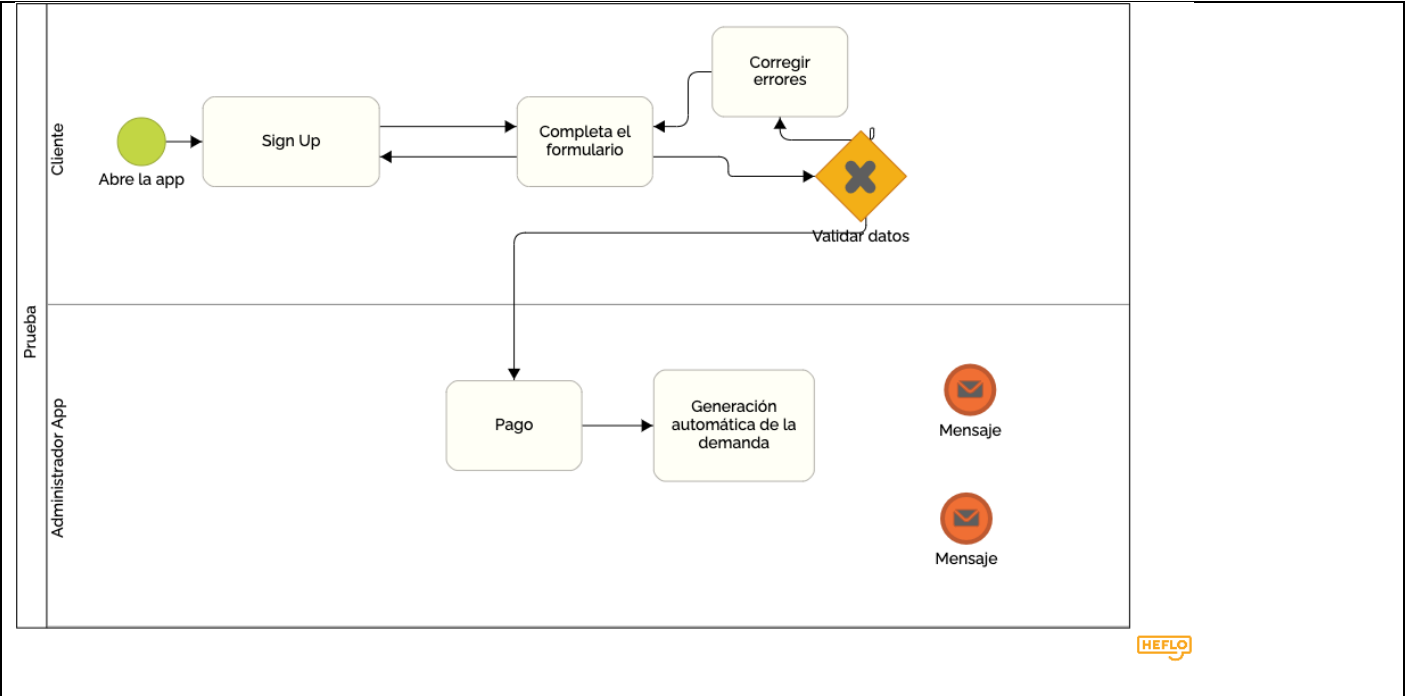 Prueba
Cliente
Abre la app
Sign Up
Completa el
formulario
Corregir
errores
Validar datos
Administrador App
Pago
Generación
automática de la
demanda
Mensaje
Mensaje
HEFLO